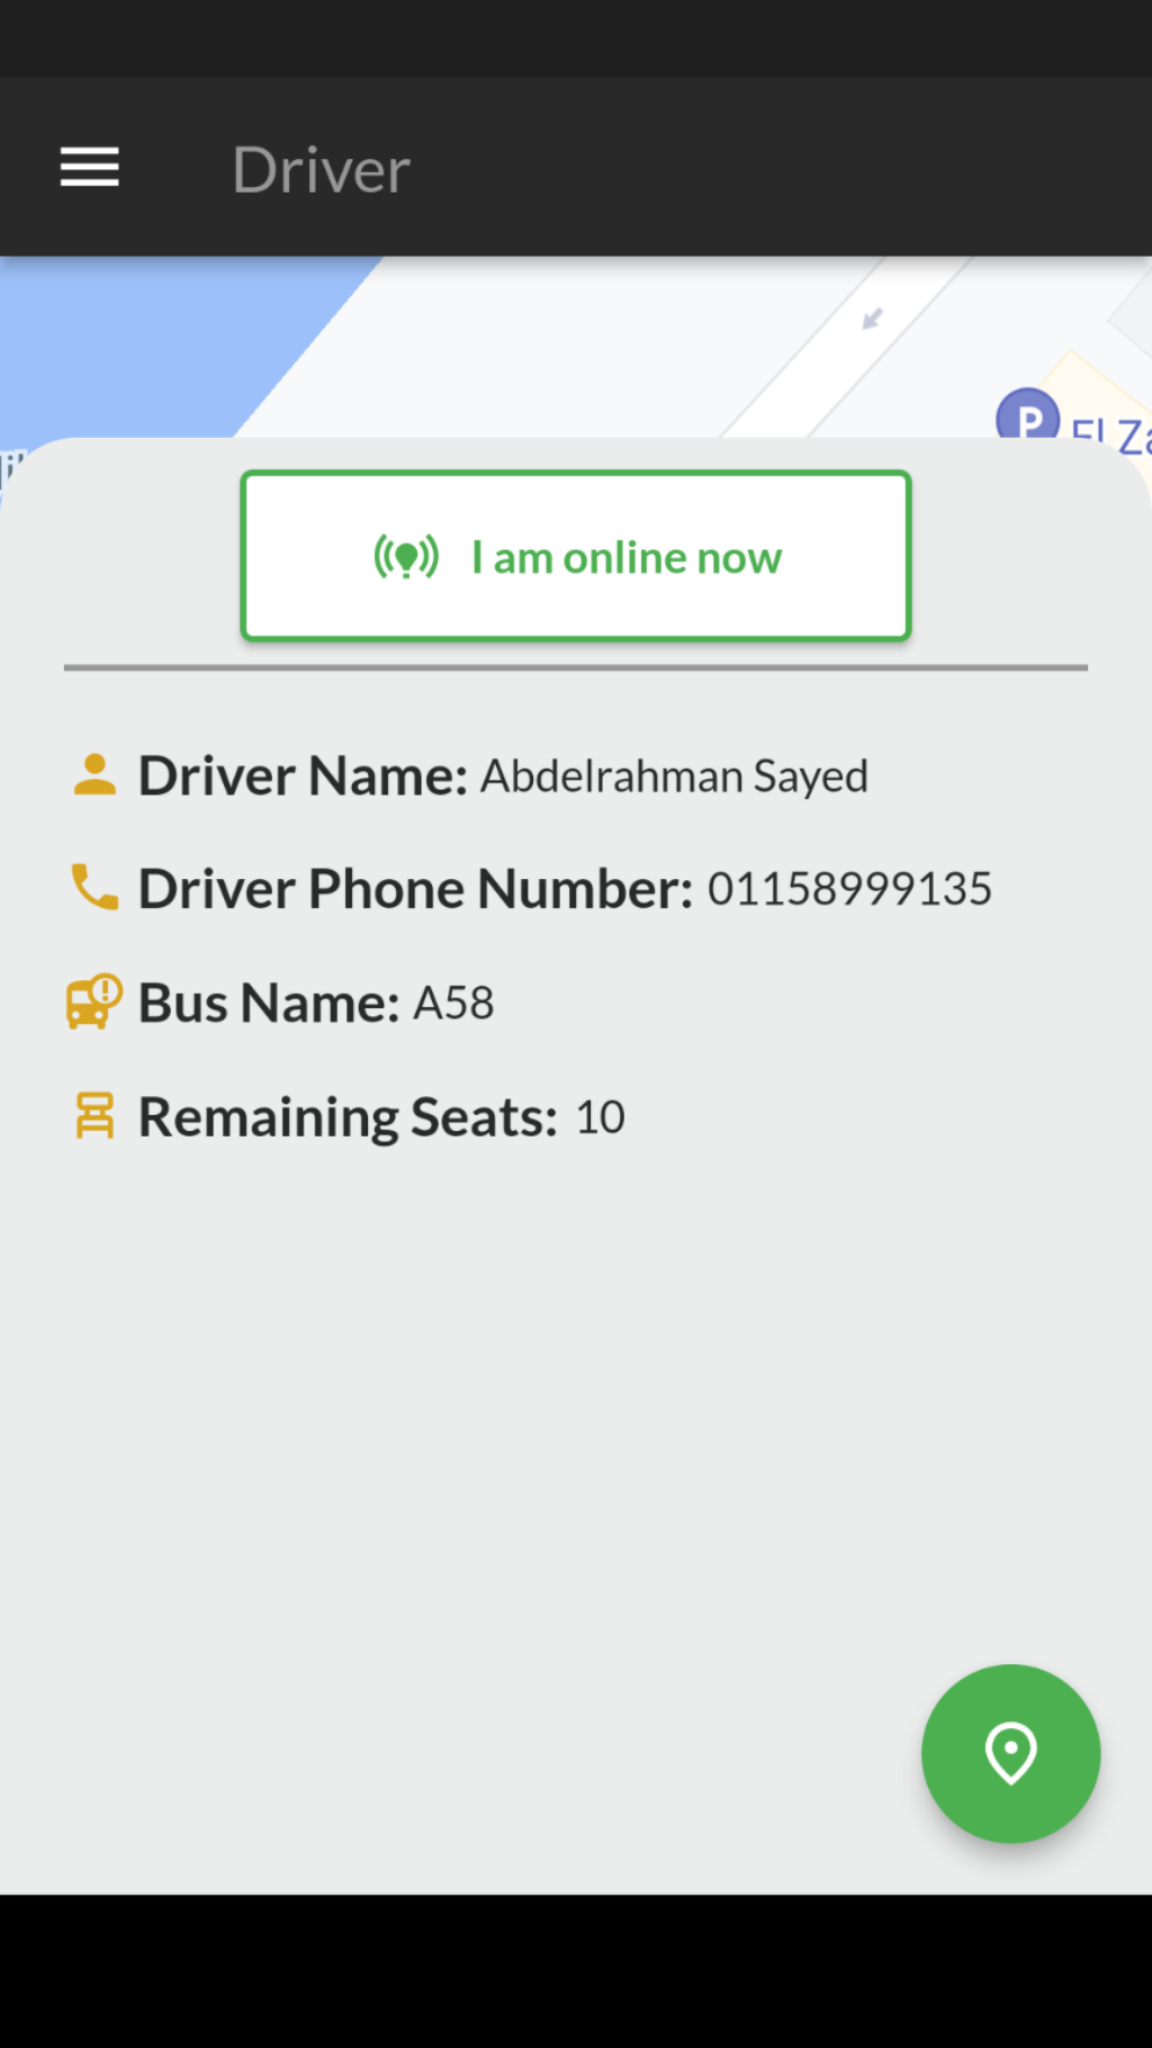 Driver
P
El Za
I am online now
Driver Name: Abdelrahman Sayed
Driver Phone Number: 01158999135
Bus Name: A58
Remaining Seats: 10